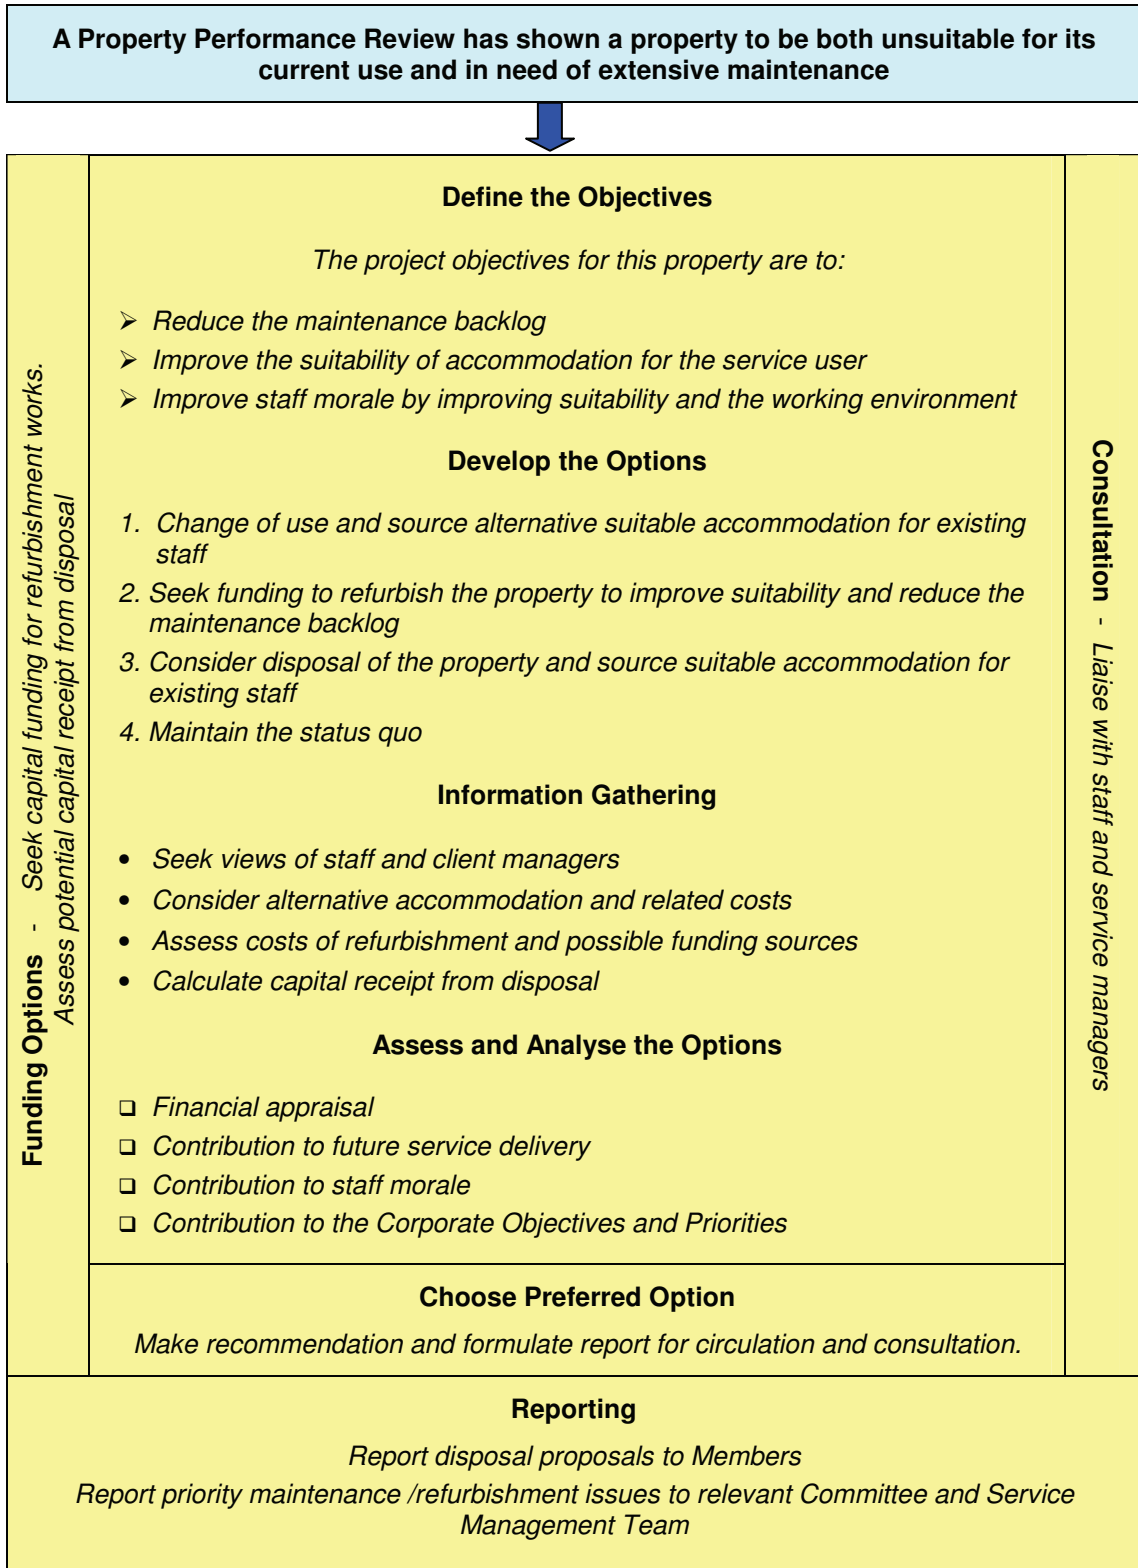 A Property Performance Review has shown a property to be both unsuitable for its
current use and in need of extensive maintenance
Funding Options - Seek capital funding for refurbishment works.
Assess potential capital receipt from disposal
Define the Objectives
The project objectives for this property are to:
➢ Reduce the maintenance backlog
➢ Improve the suitability of accommodation for the service user
➢ Improve staff morale by improving suitability and the working environment
Develop the Options
1. Change of use and source alternative suitable accommodation for existing
staff
2. Seek funding to refurbish the property to improve suitability and reduce the
maintenance backlog
3. Consider disposal of the property and source suitable accommodation for
existing staff
4. Maintain the status quo
Information Gathering
• Seek views of staff and client managers
• Consider alternative accommodation and related costs
• Assess costs of refurbishment and possible funding sources
• Calculate capital receipt from disposal
Assess and Analyse the Options
❑ Financial appraisal
❑ Contribution to future service delivery
❑ Contribution to staff morale
❑ Contribution to the Corporate Objectives and Priorities
Consultation - Liaise with staff and service managers
Choose Preferred Option
Make recommendation and formulate report for circulation and consultation.
Reporting
Report disposal proposals to Members
Report priority maintenance /refurbishment issues to relevant Committee and Service
Management Team